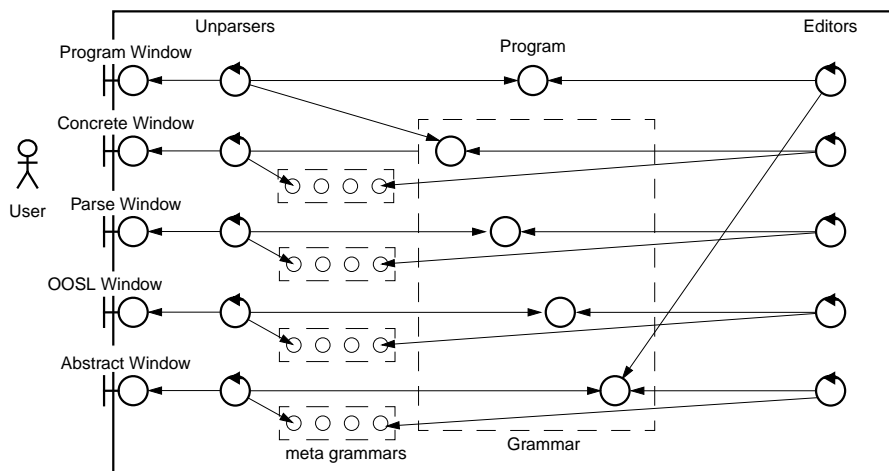 Unparsers
Editors
Program Window
Program
Concrete Window
User
Parse Window
OOSL Window
Abstract Window
Grammar
meta grammars